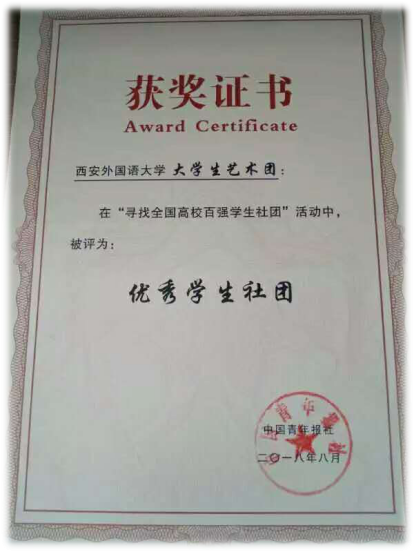 获奖证书
Award Certificate
西安外国语大学 大学生艺术团：
在“寻找全国高校百强学生社团”活动中，
被评为：
优秀学生社团
中国青年报社
二〇一八年八月